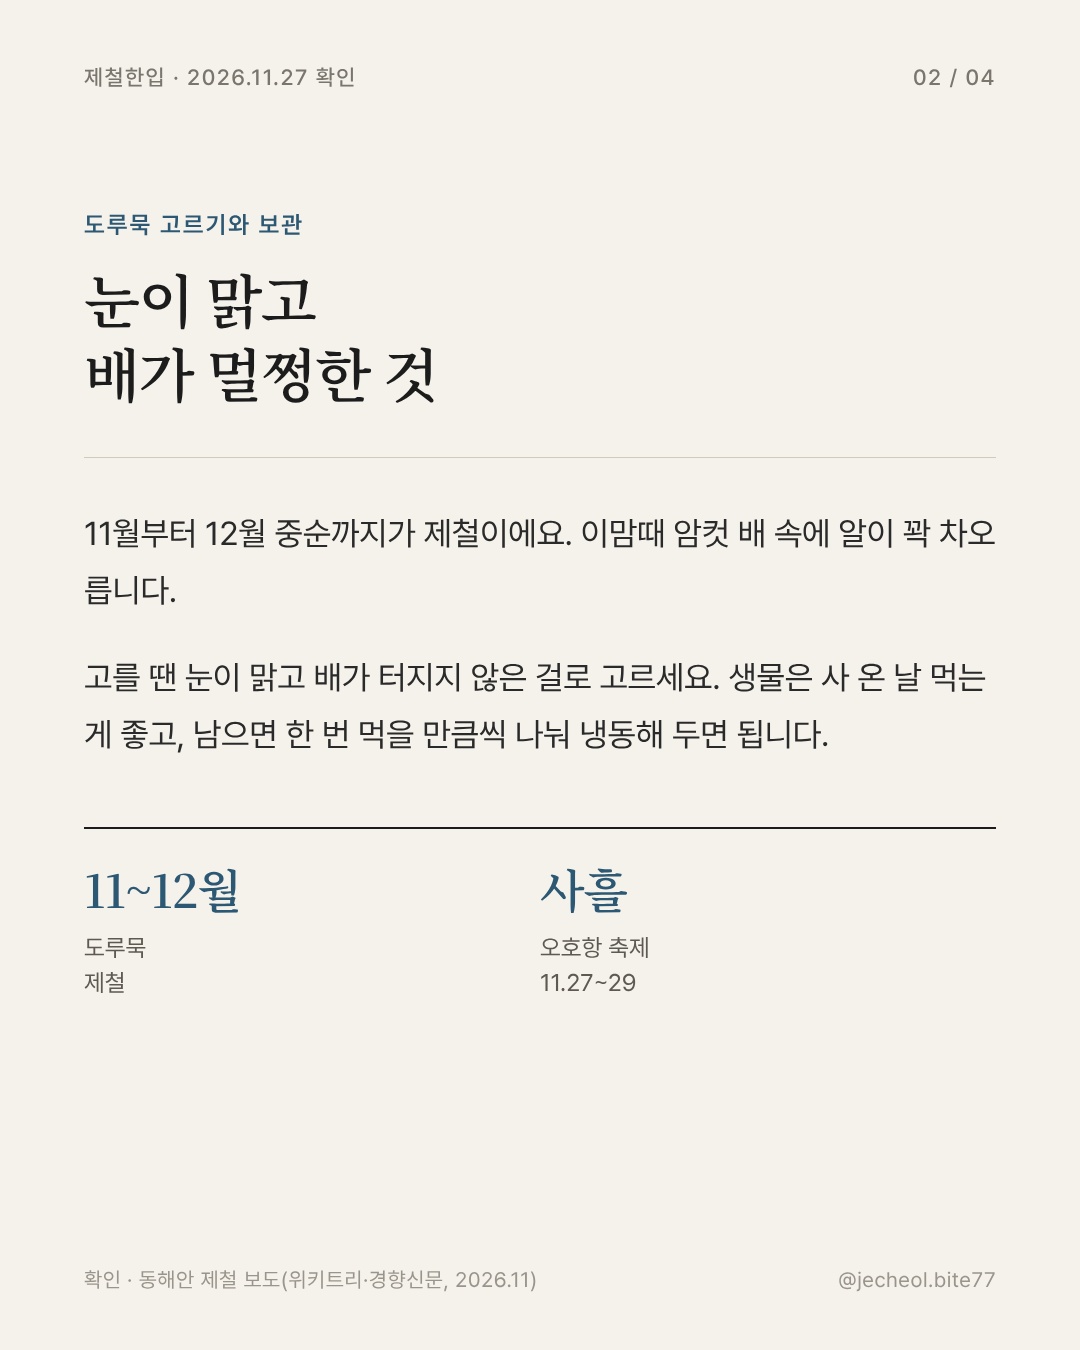 제철한입 · 2026.11.27 확인
02 / 04
도루묵 고르기와 보관
눈이 맑고
배가 멀쩡한 것
11월부터 12월 중순까지가 제철이에요. 이맘때 암컷 배 속에 알이 꽉 차오
릅니다.
고를 땐 눈이 맑고 배가 터지지 않은 걸로 고르세요. 생물은 사 온 날 먹는
게 좋고, 남으면 한 번 먹을 만큼씩 나눠 냉동해 두면 됩니다.
11~12월
도루묵
제철
사흘
오호항 축제
11.27~29
확인 · 동해안 제철 보도(위키트리·경향신문, 2026.11)
@jecheol.bite77